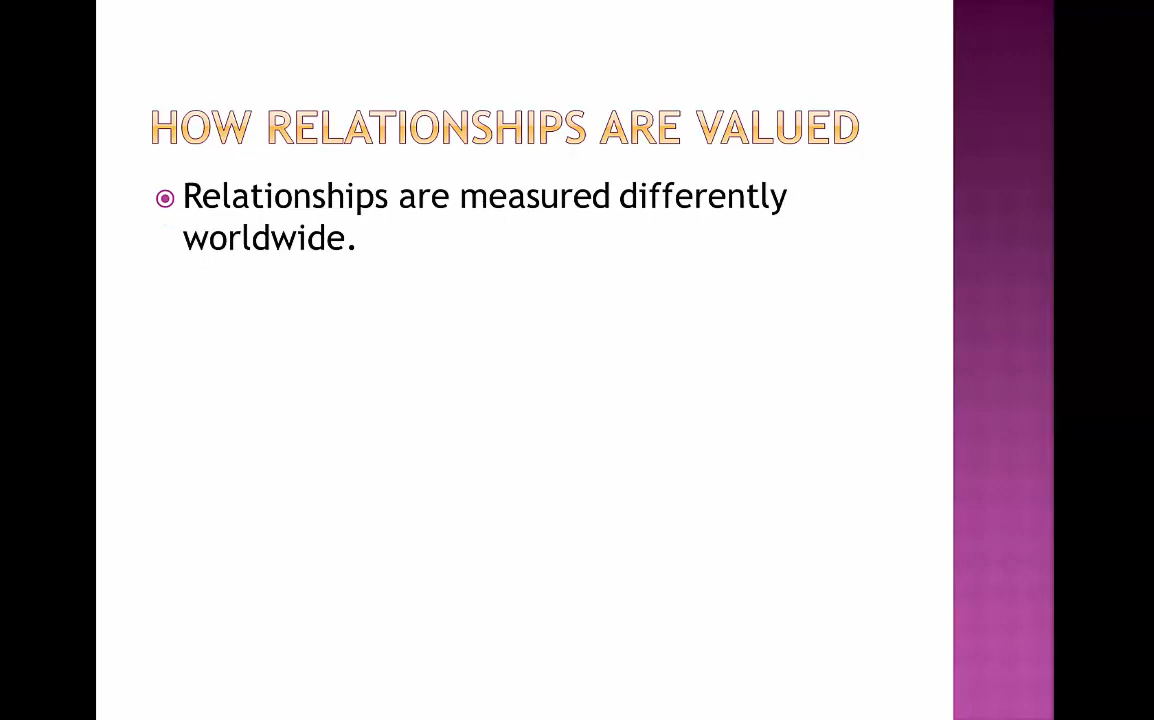 HOW RELATIONSHIPS ARE VALUED
Relationships are measured differently
worldwide.